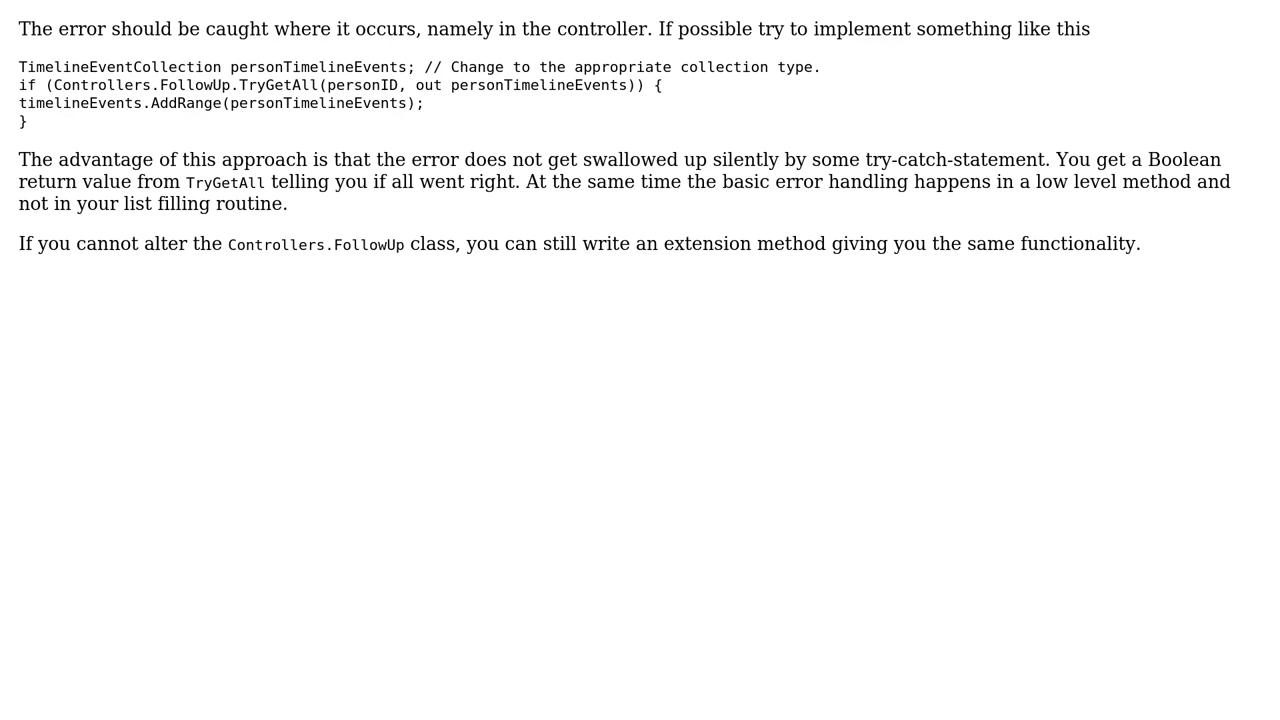 The error should be caught where it occurs, namely in the controller. If possible try to implement something like this
TimelineEventCollection personTimelineEvents; // Change to the appropriate collection type.
if (Controllers.FollowUp.TryGetAll(personID, out personTimelineEvents)) {
timelineEvents.AddRange(personTimelineEvents);
}
The advantage of this approach is that the error does not get swallowed up silently by some try-catch-statement. You get a Boolean
return value from TryGetAll telling you if all went right. At the same time the basic error handling happens in a low level method and
not in your list filling routine.
If you cannot alter the Controllers.FollowUp class, you can still write an extension method giving you the same functionality.